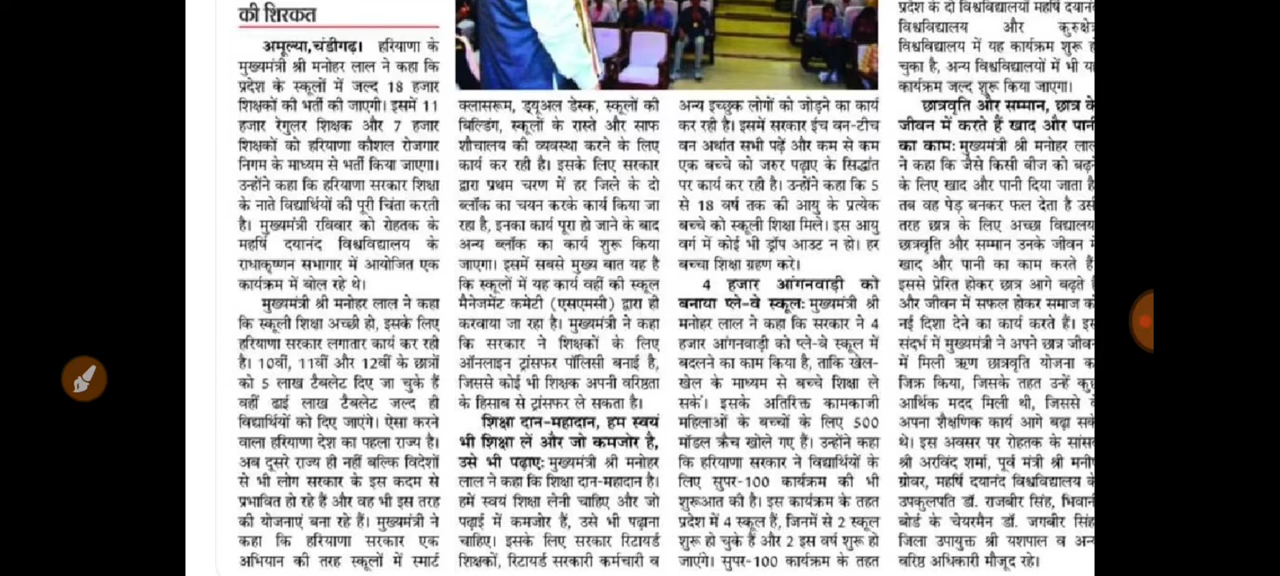 की शिरकत
अमूल्या,चंडीगढ़। हरियाणा के
मुख्यमंत्री श्री मनोहर लाल ने कहा कि
प्रदेश के स्कूलों में जल्द 18 हजार
शिक्षकों की भर्ती की जाएगी। इसमें 11
हजार रेगुलर शिक्षक और 7 हजार
शिक्षकों को हरियाणा कौशल रोजगार
निगम के माध्यम से भर्ती किया जाएगा।
उन्होंने कहा कि हरियाणा सरकार शिक्षा
के नाते विद्यार्थियों की पूरी चिंता करती
है। मुख्यमंत्री रविवार को रोहतक के
महर्षि दयानंद विश्वविद्यालय के
राधाकृष्णन सभागार में आयोजित एक
कार्यक्रम में बोल रहे थे।
मुख्यमंत्री श्री मनोहर लाल ने कहा
कि स्कूली शिक्षा अच्छी हो, इसके लिए
हरियाणा सरकार लगातार कार्य कर रही
है। 10वीं, 11वीं और 12वीं के छात्रों
को 5 लाख टैबलेट दिए जा चुके हैं
वहीं ढाई लाख टैबलेट जल्द ही
विद्यार्थियों को दिए जाएंगे। ऐसा करने
वाला हरियाणा देश का पहला राज्य है।
अब दूसरे राज्य ही नहीं बल्कि विदेशों
से भी लोग सरकार के इस कदम से
प्रभावित हो रहे हैं और वह भी इस तरह
की योजनाएं बना रहे हैं। मुख्यमंत्री ने
कहा कि हरियाणा सरकार एक
अभियान की तरह स्कूलों में स्मार्ट
क्लासरूम, ड्यूअल डेस्क, स्कूलों की
बिल्डिंग, स्कूलों के रास्ते और साफ
शौचालय की व्यवस्था करने के लिए
कार्य कर रही है। इसके लिए सरकार
द्वारा प्रथम चरण में हर जिले के दो
ब्लॉक का चयन करके कार्य किया जा
रहा है, इनका कार्य पूरा हो जाने के बाद
अन्य ब्लॉक का कार्य शुरू किया
जाएगा। इसमें सबसे मुख्य बात यह है
कि स्कूलों में यह कार्य वहीं की स्कूल
मैनेजमेंट कमेटी (एसएमसी) द्वारा ही
करवाया जा रहा है। मुख्यमंत्री ने कहा
कि सरकार ने शिक्षकों के लिए
ऑनलाइन ट्रांसफर पॉलिसी बनाई है,
जिससे कोई भी शिक्षक अपनी वरिष्ठता
के हिसाब से ट्रांसफर ले सकता है।
शिक्षा दान-महादान, हम स्वयं
भी शिक्षा लें और जो कमजोर है,
उसे भी पढ़ाए: मुख्यमंत्री श्री मनोहर
लाल ने कहा कि शिक्षा दान-महादान है।
हमें स्वयं शिक्षा लेनी चाहिए और जो
पढ़ाई में कमजोर हैं, उसे भी पढ़ाना
चाहिए। इसके लिए सरकार रिटायर्ड
शिक्षकों, रिटायर्ड सरकारी कर्मचारी व
अन्य इच्छुक लोगों को जोड़ने का कार्य
कर रही है। इसमें सरकार ईच वन-टीच
वन अर्थात सभी पढ़ें और कम से कम
एक बच्चे को जरुर पढ़ाए के सिद्धांत
पर कार्य कर रही है। उन्होंने कहा कि 5
से 18 वर्ष तक की आयु के प्रत्येक
बच्चे को स्कूली शिक्षा मिले। इस आयु
वर्ग में कोई भी ड्रॉप आउट न हो। हर
बच्चा शिक्षा ग्रहण करे।
4 हजार आंगनवाड़ी को
बनाया प्ले-वे स्कूल: मुख्यमंत्री श्री
मनोहर लाल ने कहा कि सरकार ने 4
हजार आंगनवाड़ी को प्ले-वे स्कूल में
बदलने का काम किया है, ताकि खेल-
खेल के माध्यम से बच्चे शिक्षा ले
सकें। इसके अतिरिक्त कामकाजी
महिलाओं के बच्चों के लिए 500
मॉडल क्रैच खोले गए हैं। उन्होंने कहा
कि हरियाणा सरकार ने विद्यार्थियों के
लिए सुपर-100 कार्यक्रम की भी
शुरूआत की है। इस कार्यक्रम के तहत
प्रदेश में 4 स्कूल हैं, जिनमें से 2 स्कूल
शुरू हो चुके हैं और 2 इस वर्ष शुरू हो
जाएंगे। सुपर-100 कार्यक्रम के तहत
प्रदेश के दो विश्वविद्यालयों महर्षि दयानंद
विश्वविद्यालय और कुरुक्षेत्र
विश्वविद्यालय में यह कार्यक्रम शुरू
चुका है, अन्य विश्वविद्यालयों में भी
कार्यक्रम जल्द शुरू किया जाएगा।
छात्रवृति और सम्मान, छात्र के
जीवन में करते हैं खाद और पानी
का काम: मुख्यमंत्री श्री मनोहर लाल
ने कहा कि जैसे किसी बीज को बढ़ने
के लिए खाद और पानी दिया जाता है
तब वह पेड़ बनकर फल देता है उसी
तरह छात्र के लिए अच्छा विद्यालय
छात्रवृति और सम्मान उनके जीवन
खाद और पानी का काम करते हैं
इससे प्रेरित होकर छात्र आगे बढ़ते
और जीवन में सफल होकर समाज को
नई दिशा देने का कार्य करते हैं। इस
संदर्भ में मुख्यमंत्री ने अपने छात्र जीवन
में मिली ऋण छात्रवृति योजना का
जिक्र किया, जिसके तहत उन्हें कुछ
आर्थिक मदद मिली थी, जिससे
अपना शैक्षणिक कार्य आगे बढ़ा सके
थे। इस अवसर पर रोहतक के सांसद
श्री अरविंद शर्मा, पूर्व मंत्री श्री मनीष
ग्रोवर, महर्षि दयानंद विश्वविद्यालय के
उपकुलपति डॉ. राजबीर सिंह, भिवानी
बोर्ड के चेयरमैन डॉ. जगबीर सिंह
जिला उपायुक्त श्री यशपाल व अन्य
वरिष्ठ अधिकारी मौजूद रहे।